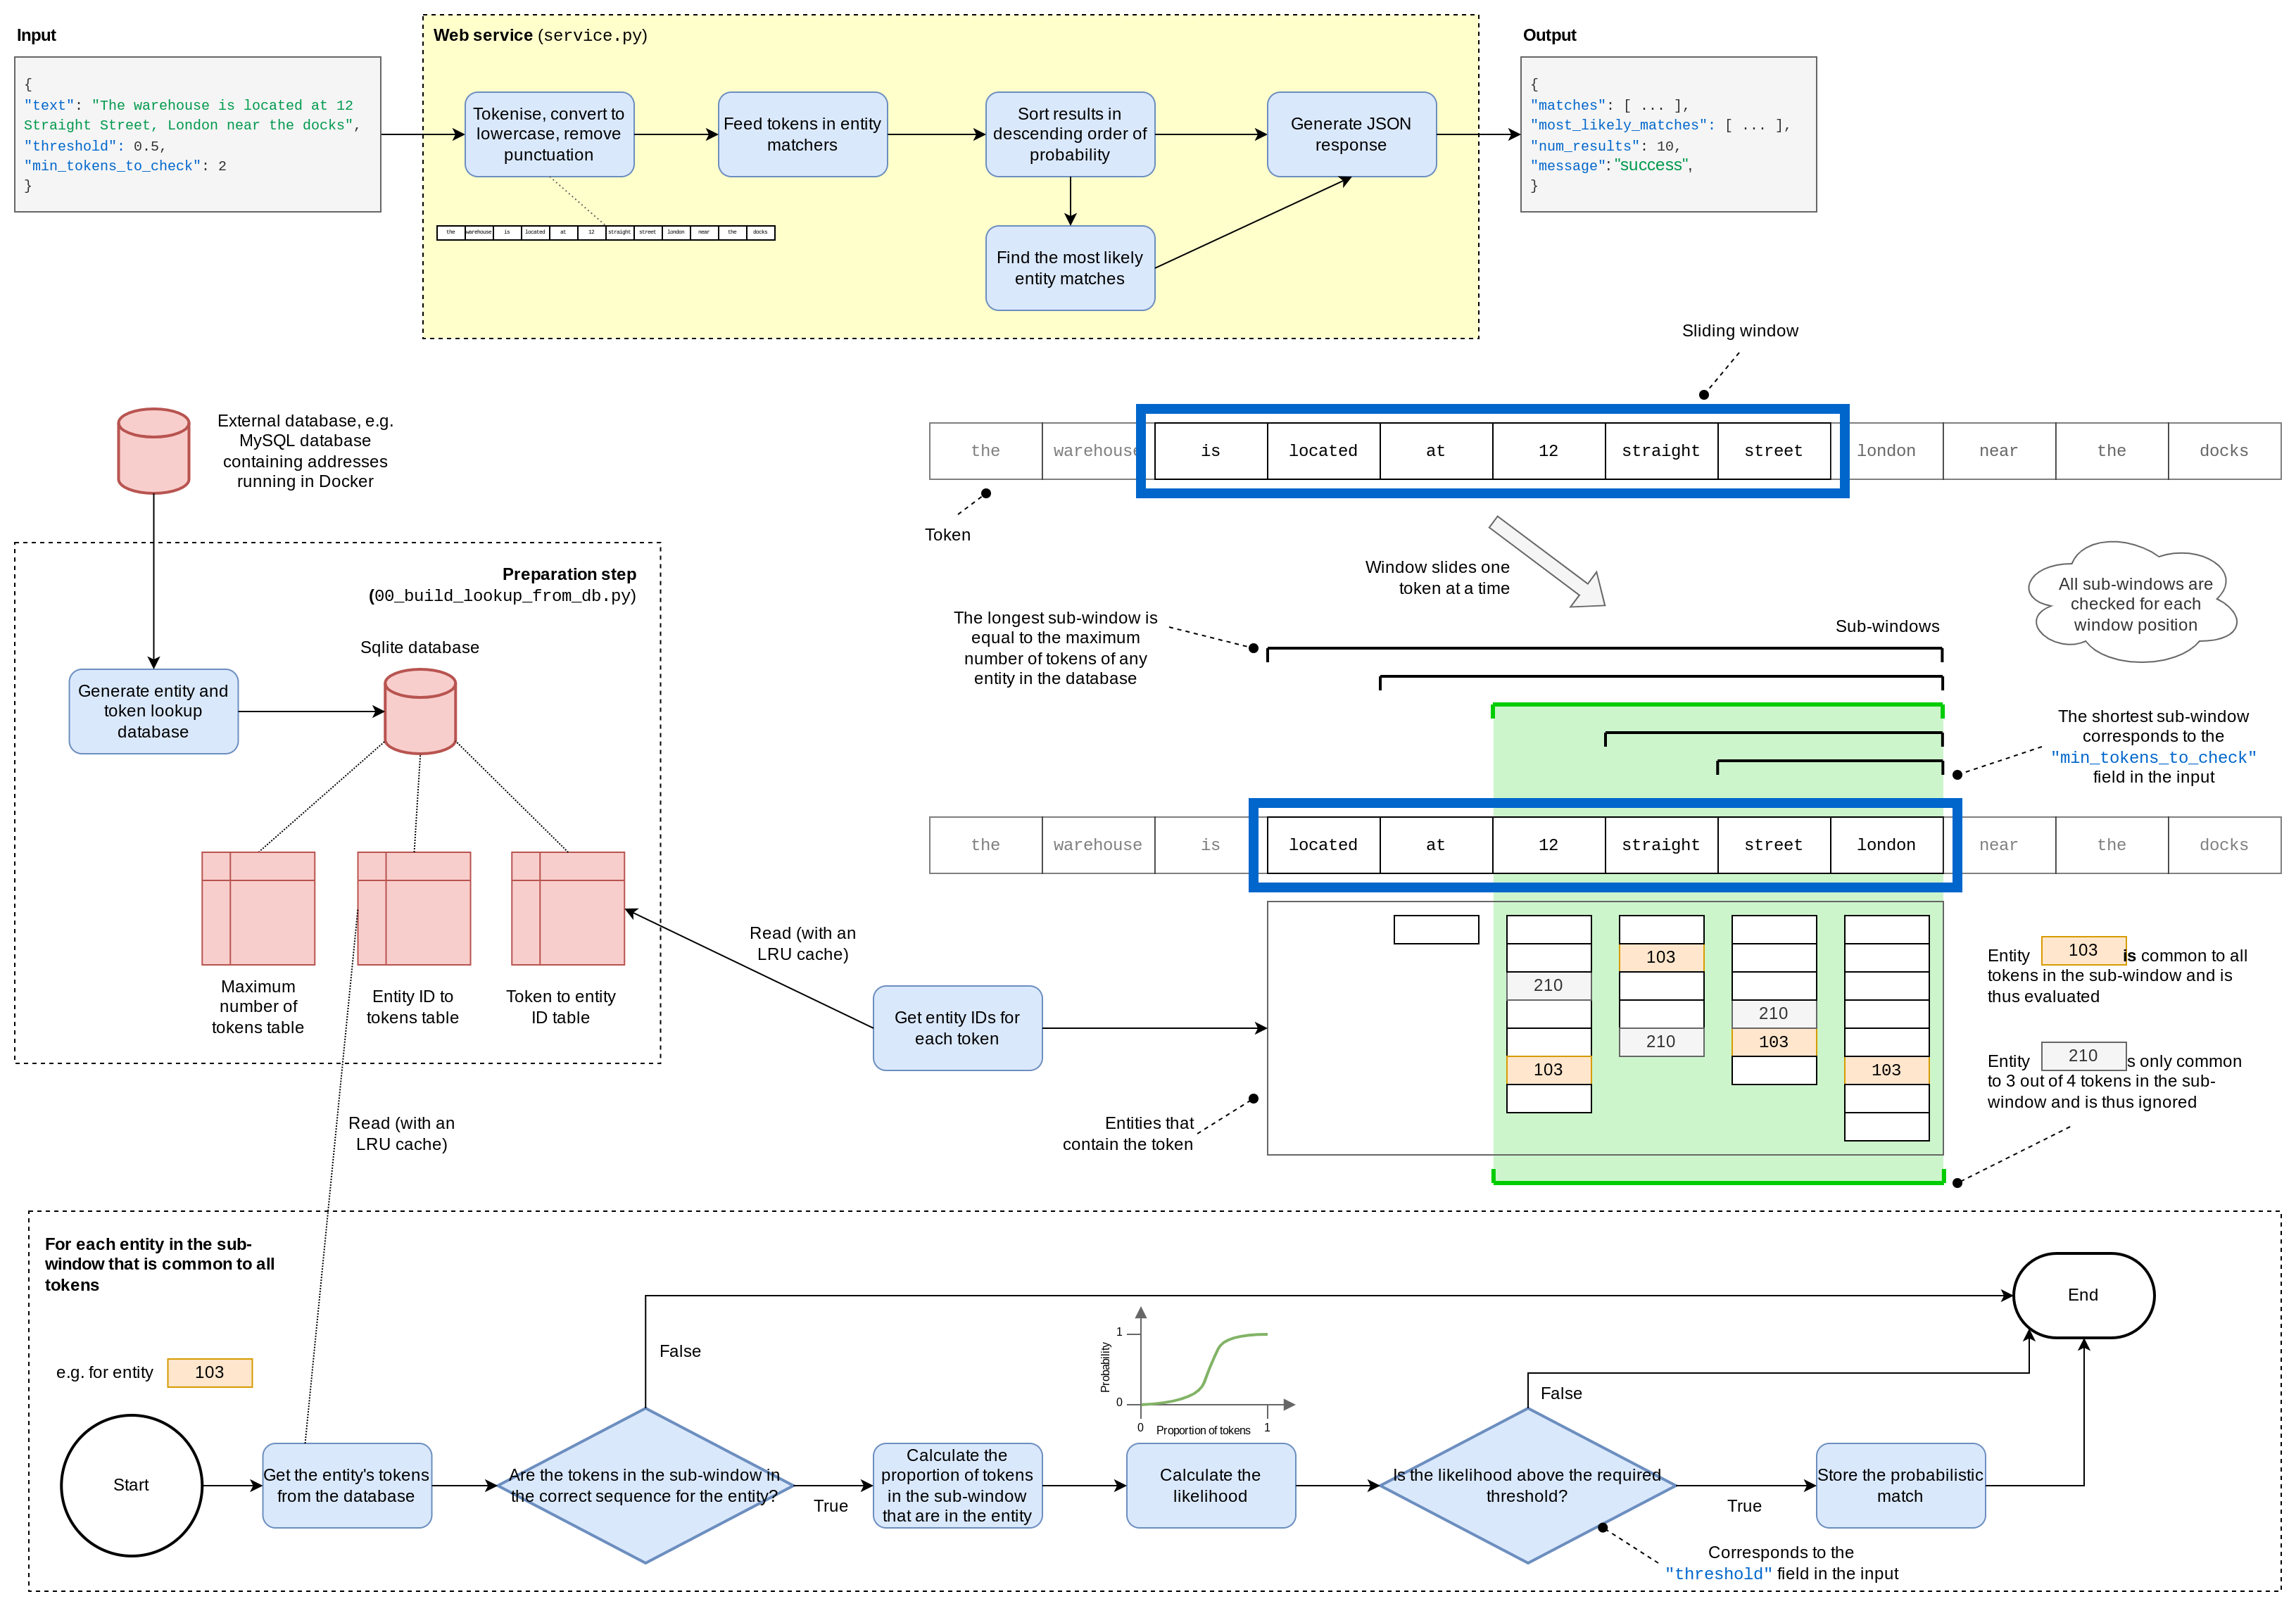 Input
{
"text": "The warehouse is located at 12
Straight Street, London near the docks",
"threshold": 0.5,
"min_tokens_to_check": 2
}
Web service (service.py)
Tokenise, convert to
lowercase, remove
punctuation
Feed tokens in entity
matchers
Sort results in
descending order of
probability
Generate JSON
response
the warehouse is located at 12 straight street london near the docks
Find the most likely
entity matches
Output
{
"matches": [ ... ],
"most_likely_matches": [ ... ],
"num_results": 10,
"message": "success",
}
Sliding window
the warehouse is located at 12 straight street london near the docks
Token
Window slides one
token at a time
All sub-windows are
checked for each
window position
The longest sub-window is
equal to the maximum
number of tokens of any
entity in the database
Sub-windows
The shortest sub-window
corresponds to the
"min_tokens_to_check"
field in the input
the warehouse is located at 12 straight street london near the docks
External database, e.g.
MySQL database
containing addresses
running in Docker
Preparation step
(00_build_lookup_from_db.py)
Sqlite database
Generate entity and
token lookup
database
Maximum
number of
tokens table
Entity ID to
tokens table
Token to entity
ID table
Read (with an
LRU cache)
Get entity IDs for
each token
Read (with an
LRU cache)
Entities that
contain the token
103
210
210
210 103
103 103
Entity 103 is common to all
tokens in the sub-window and is
thus evaluated
Entity 210 s only common
to 3 out of 4 tokens in the sub-
window and is thus ignored
For each entity in the sub-
window that is common to all
tokens
e.g. for entity 103
Start
Get the entity's tokens
from the database
Are the tokens in the sub-window in
the correct sequence for the entity?
False
True
Calculate the
proportion of tokens
in the sub-window
that are in the entity
Probability
1
0
0 Proportion of tokens 1
Calculate the
likelihood
Is the likelihood above the required
threshold?
False
True
Corresponds to the
"threshold" field in the input
Store the probabilistic
match
End